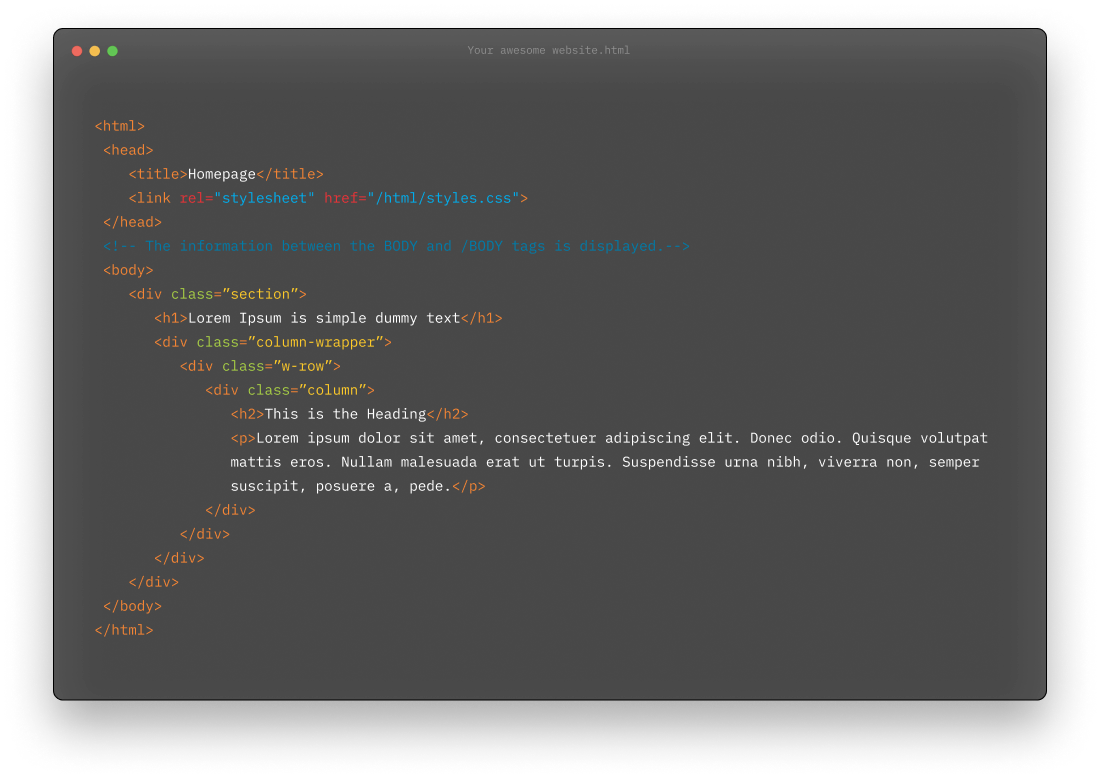 Your awesome website.html
<html>
<head>
<title>Homepage</title>
<link rel="stylesheet" href="/html/styles.css">
</head>
<!-- The information between the BODY and /BODY tags is displayed.-->
<body>
<div class=”section”>
<h1>Lorem Ipsum is simple dummy text</h1>
<div class=”column-wrapper”>
<div class=”w-row”>
<div class=”column”>
<h2>This is the Heading</h2>
<p>Lorem ipsum dolor sit amet, consectetuer adipiscing elit. Donec odio. Quisque volutpat
mattis eros. Nullam malesuada erat ut turpis. Suspendisse urna nibh, viverra non, semper
suscipit, posuere a, pede.</p>
</div>
</div>
</div>
</div>
</body>
</html>